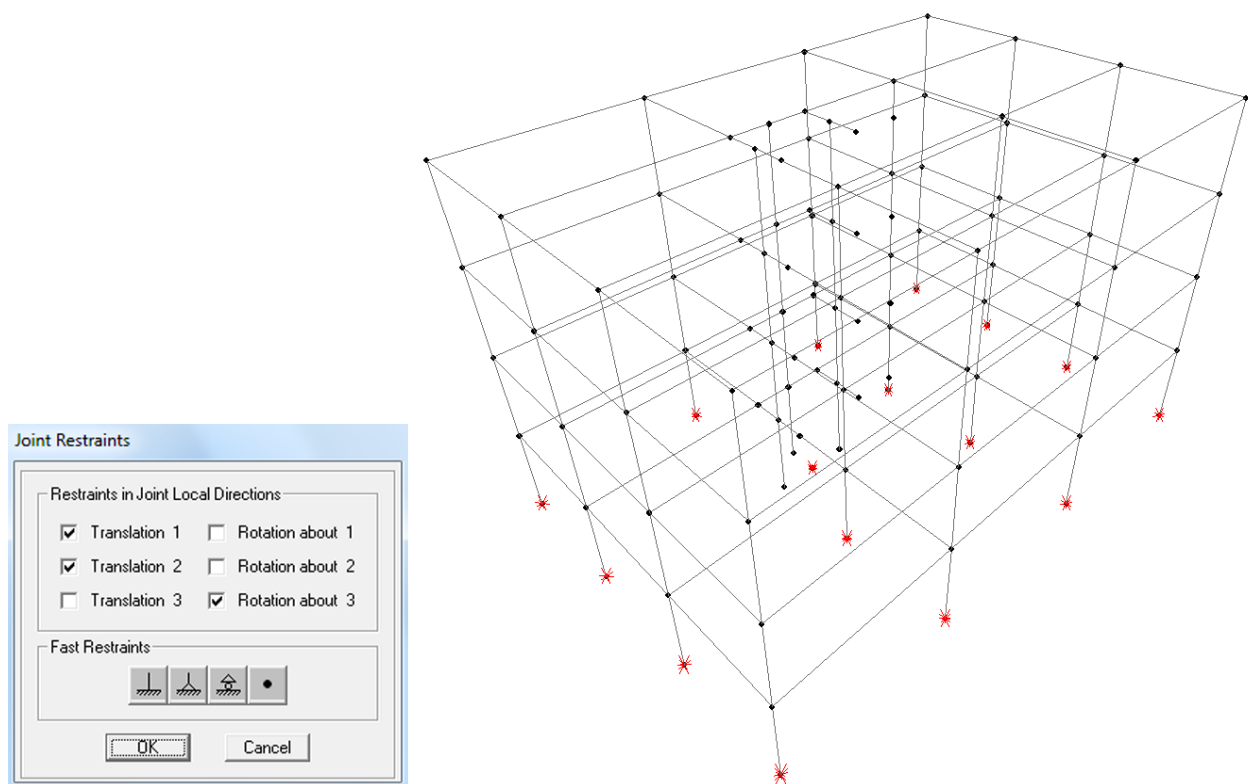 Joint Restraints
Restraints in Joint Local Directions
Translation 1 Rotation about 1
Translation 2 Rotation about 2
Translation 3 Rotation about 3
Fast Restraints
OK Cancel